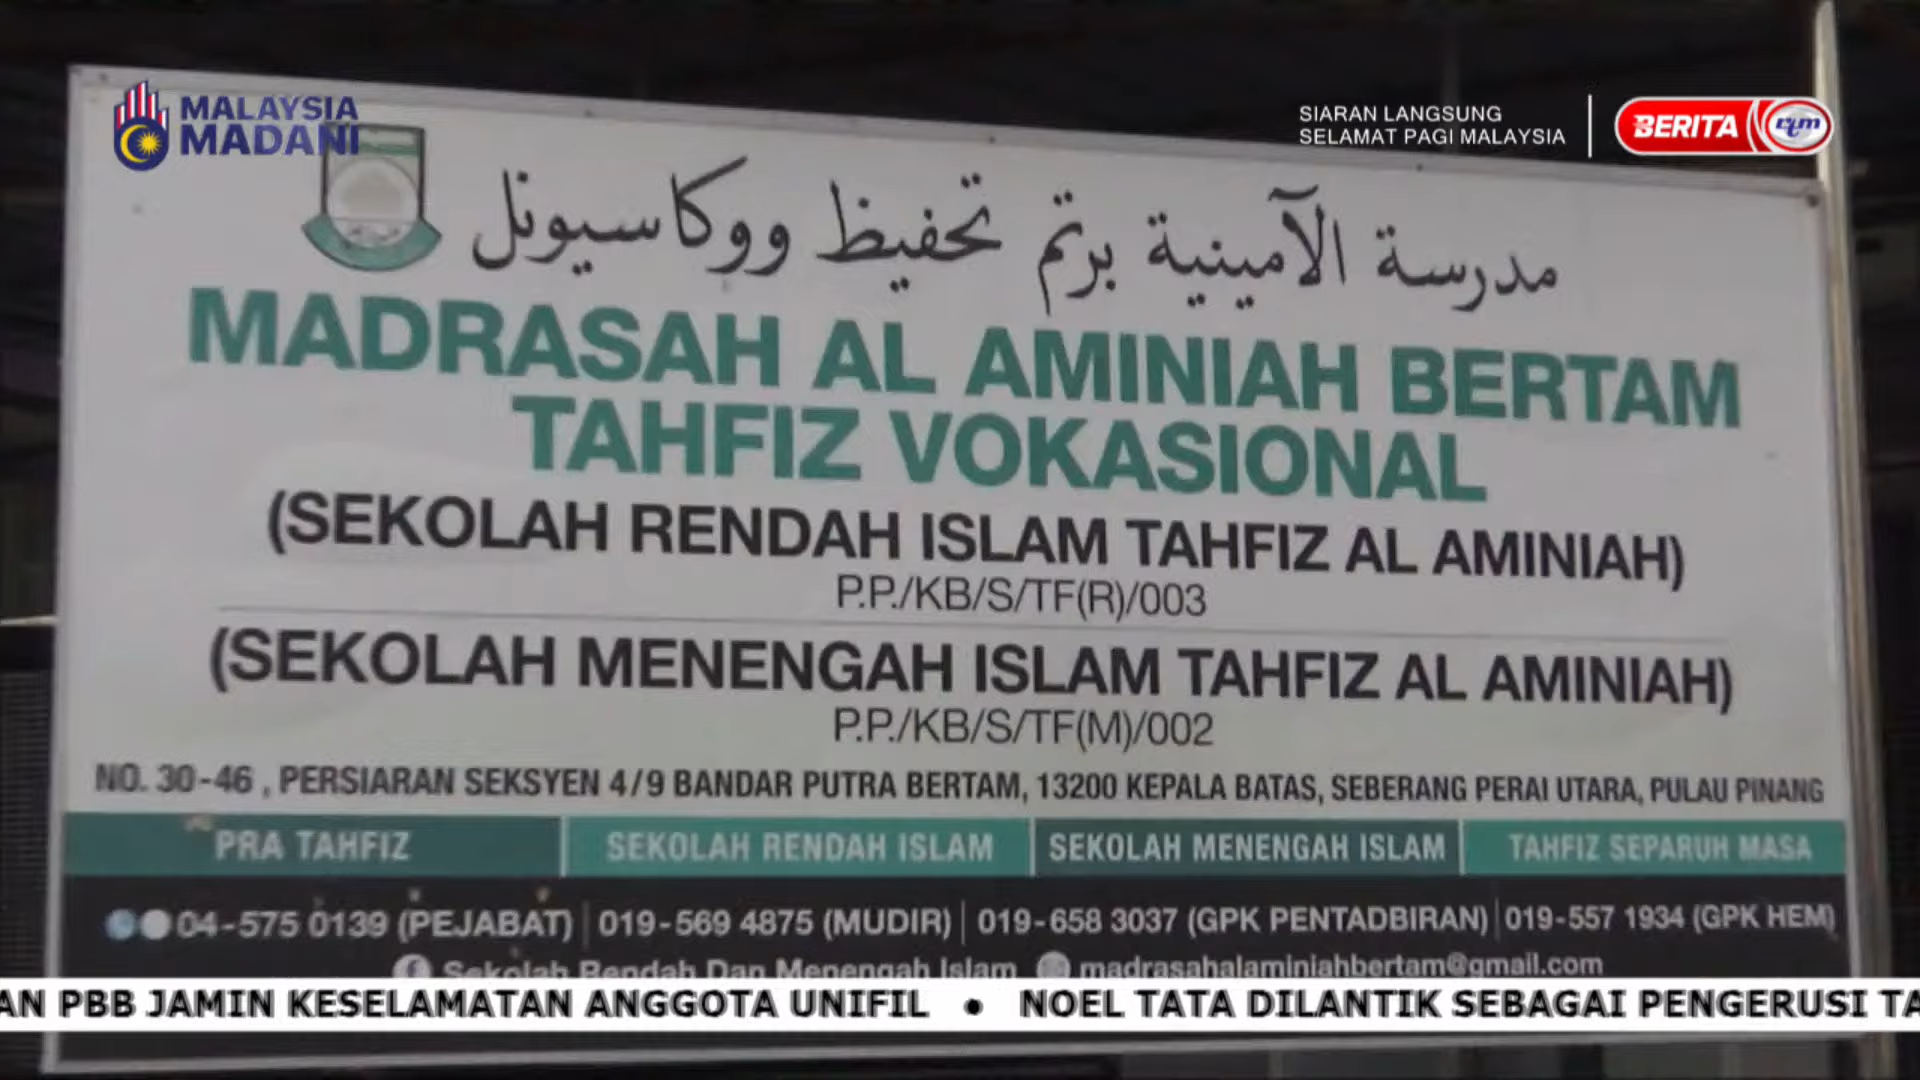 MALAYSIA
MADANI
SIARAN LANGSUNG
SELAMAT PAGI MALAYSIA
BERITA rtm
مدرسة الآمينية برتم تحفيظ ووكاسيونل
MADRASAH AL AMINIAH BERTAM
TAHFIZ VOKASIONAL
(SEKOLAH RENDAH ISLAM TAHFIZ AL AMINIAH)
P.P./KB/S/TF(R)/003
(SEKOLAH MENENGAH ISLAM TAHFIZ AL AMINIAH)
P.P./KB/S/TF(M)/002
NO. 30-46 , PERSIARAN SEKSYEN 4/9 BANDAR PUTRA BERTAM, 13200 KEPALA BATAS, SEBERANG PERAI UTARA, PULAU PINANG
PRA TAHFIZ SEKOLAH RENDAH ISLAM SEKOLAH MENENGAH ISLAM TAHFIZ SEPARUH MASA
04-575 0139 (PEJABAT) 019-569 4875 (MUDIR) 019-658 3037 (GPK PENTADBIRAN) 019-557 1934 (GPK HEM)
Sekolah Rendah Dan Menengah Islam madrasahalaminiahbertam@gmail.com
AN PBB JAMIN KESELAMATAN ANGGOTA UNIFIL • NOEL TATA DILANTIK SEBAGAI PENGERUSI TA